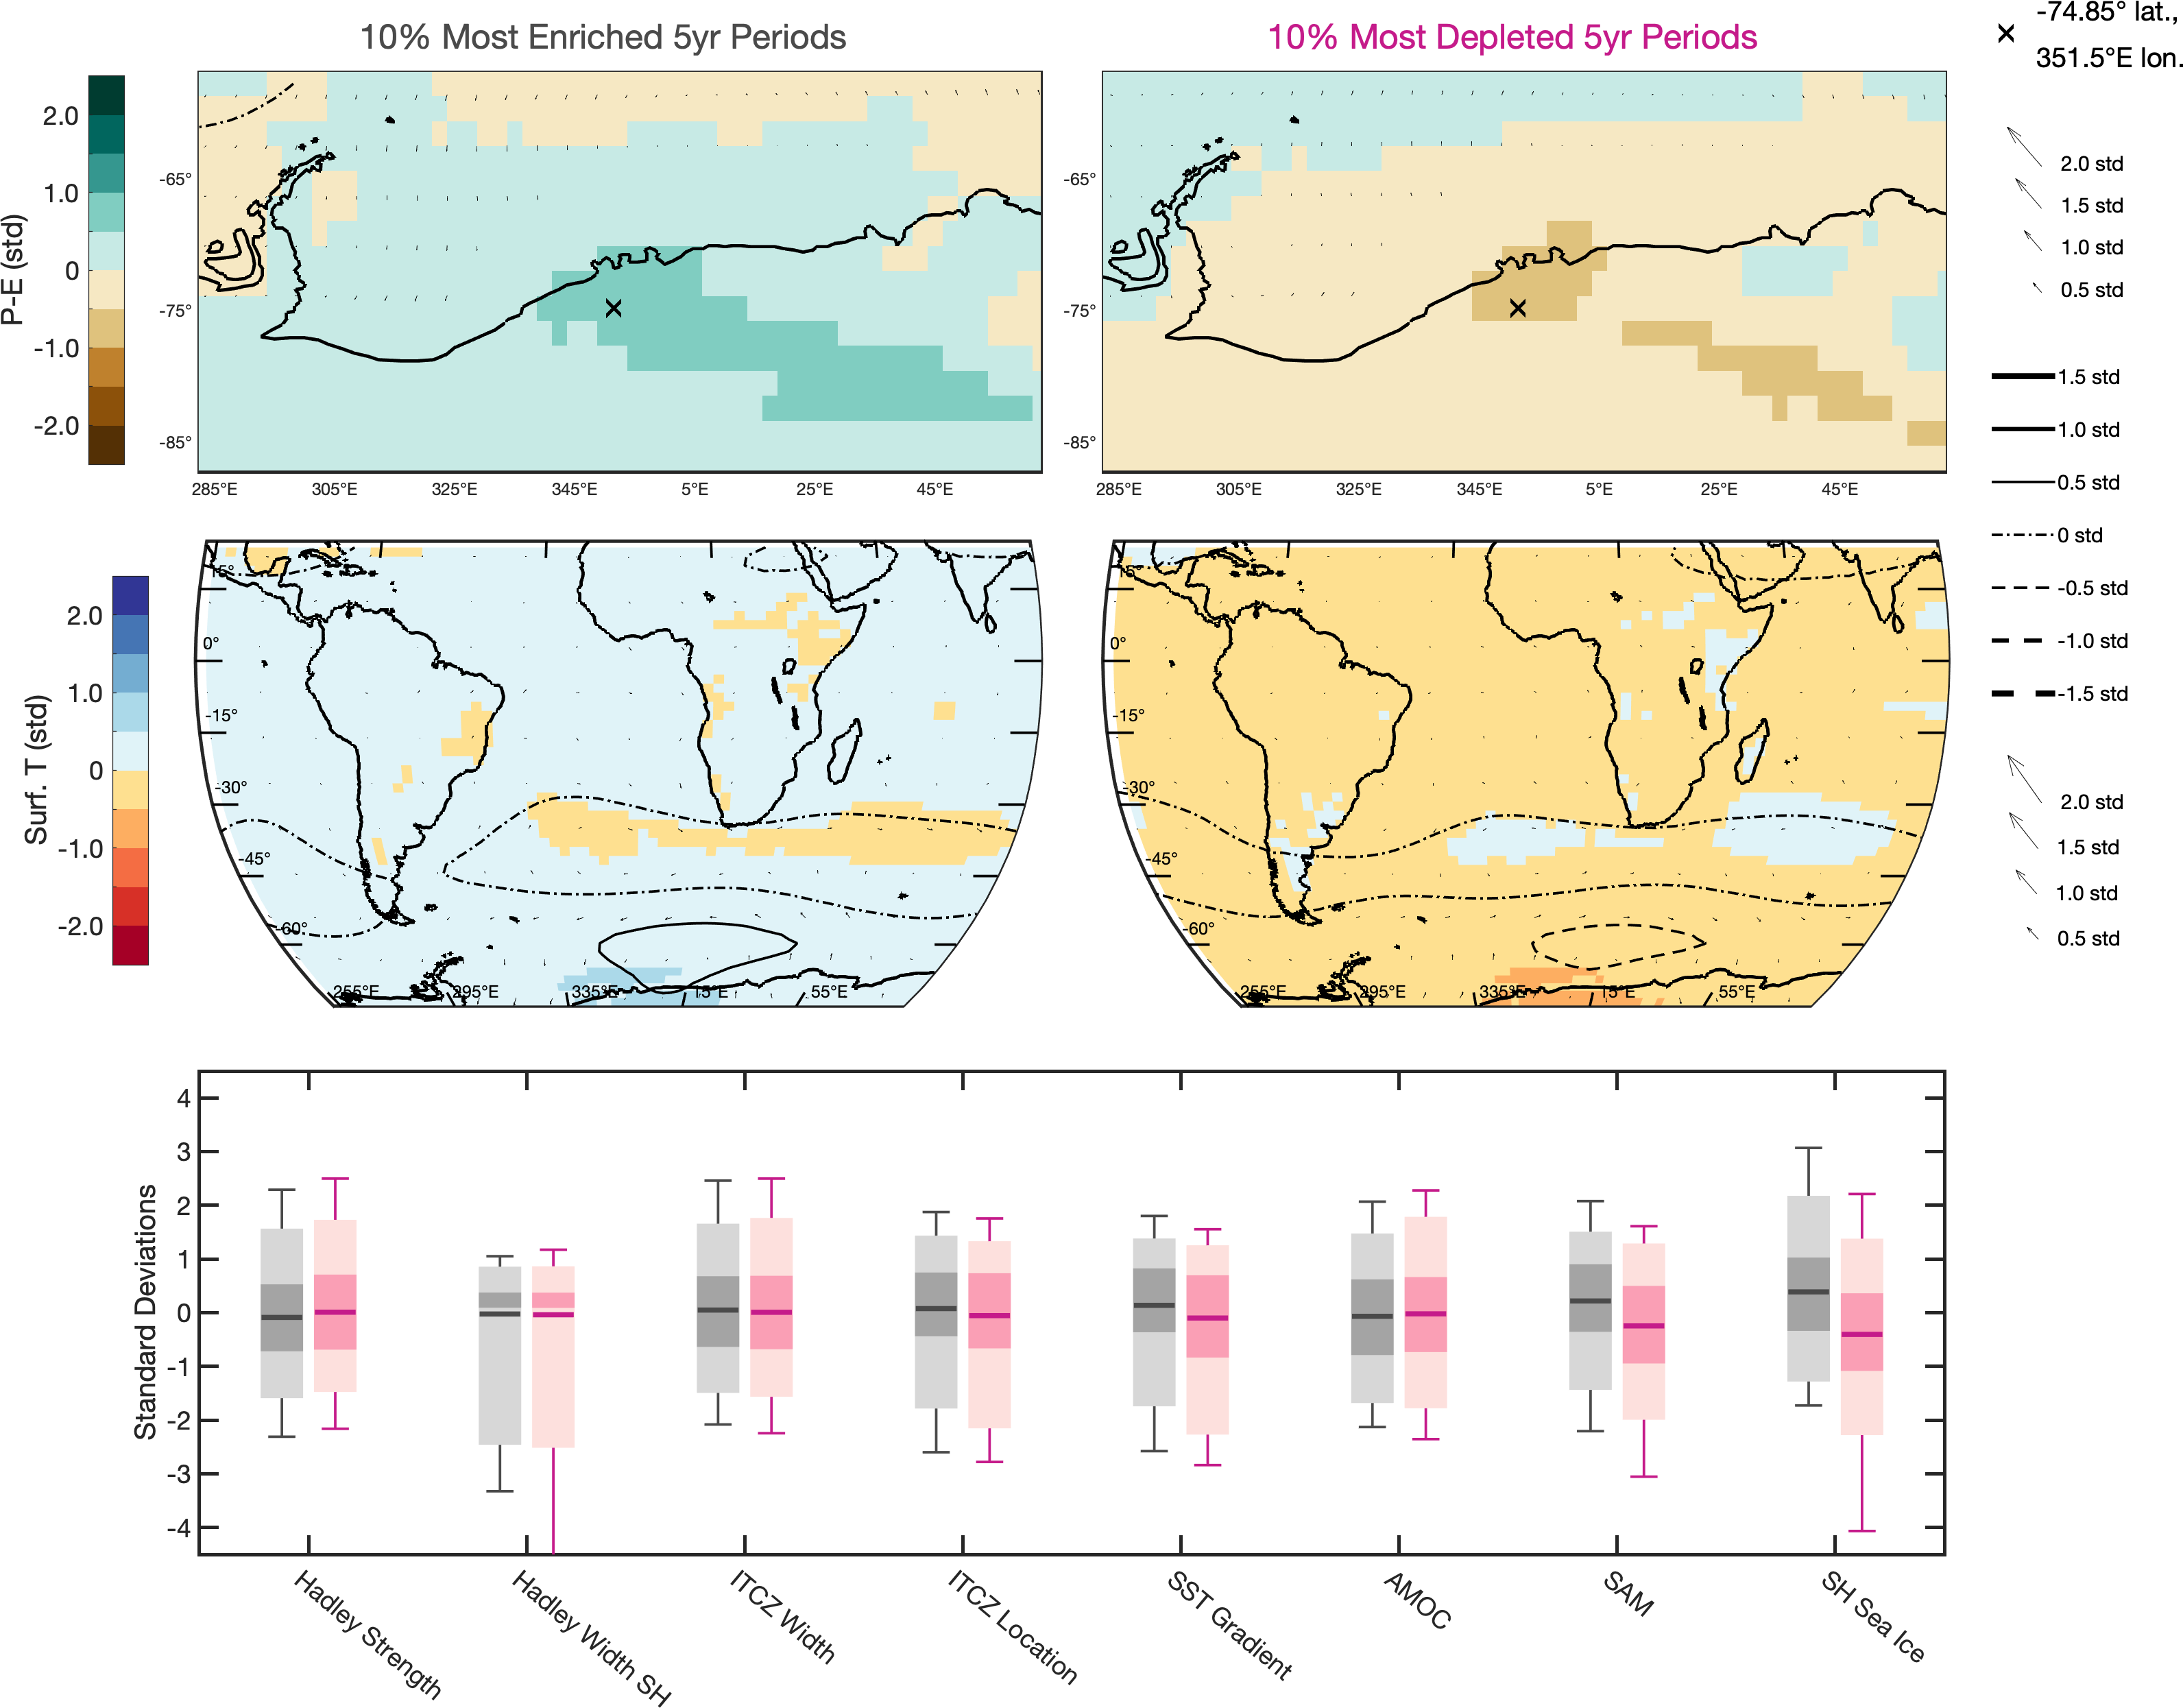 10% Most Enriched 5yr Periods
10% Most Depleted 5yr Periods
-74.85° lat.,
351.5°E lon.
P-E (std)
2.0
1.0
0
-1.0
-2.0
-65°
-75°
-85°
285°E 305°E 325°E 345°E 5°E 25°E 45°E
-65°
-75°
-85°
285°E 305°E 325°E 345°E 5°E 25°E 45°E
2.0 std
1.5 std
1.0 std
0.5 std
1.5 std
1.0 std
0.5 std
0 std
-0.5 std
-1.0 std
-1.5 std
2.0 std
1.5 std
1.0 std
0.5 std
Surf. T (std)
2.0
1.0
0
-1.0
-2.0
0°
-15°
-30°
-45°
-60°
255°E 295°E 335°E 15°E 55°E
0°
-15°
-30°
-45°
-60°
255°E 295°E 335°E 15°E 55°E
Standard Deviations
4
3
2
1
0
-1
-2
-3
-4
Hadley Strength
Hadley Width SH
ITCZ Width
ITCZ Location
SST Gradient
AMOC
SAM
SH Sea Ice